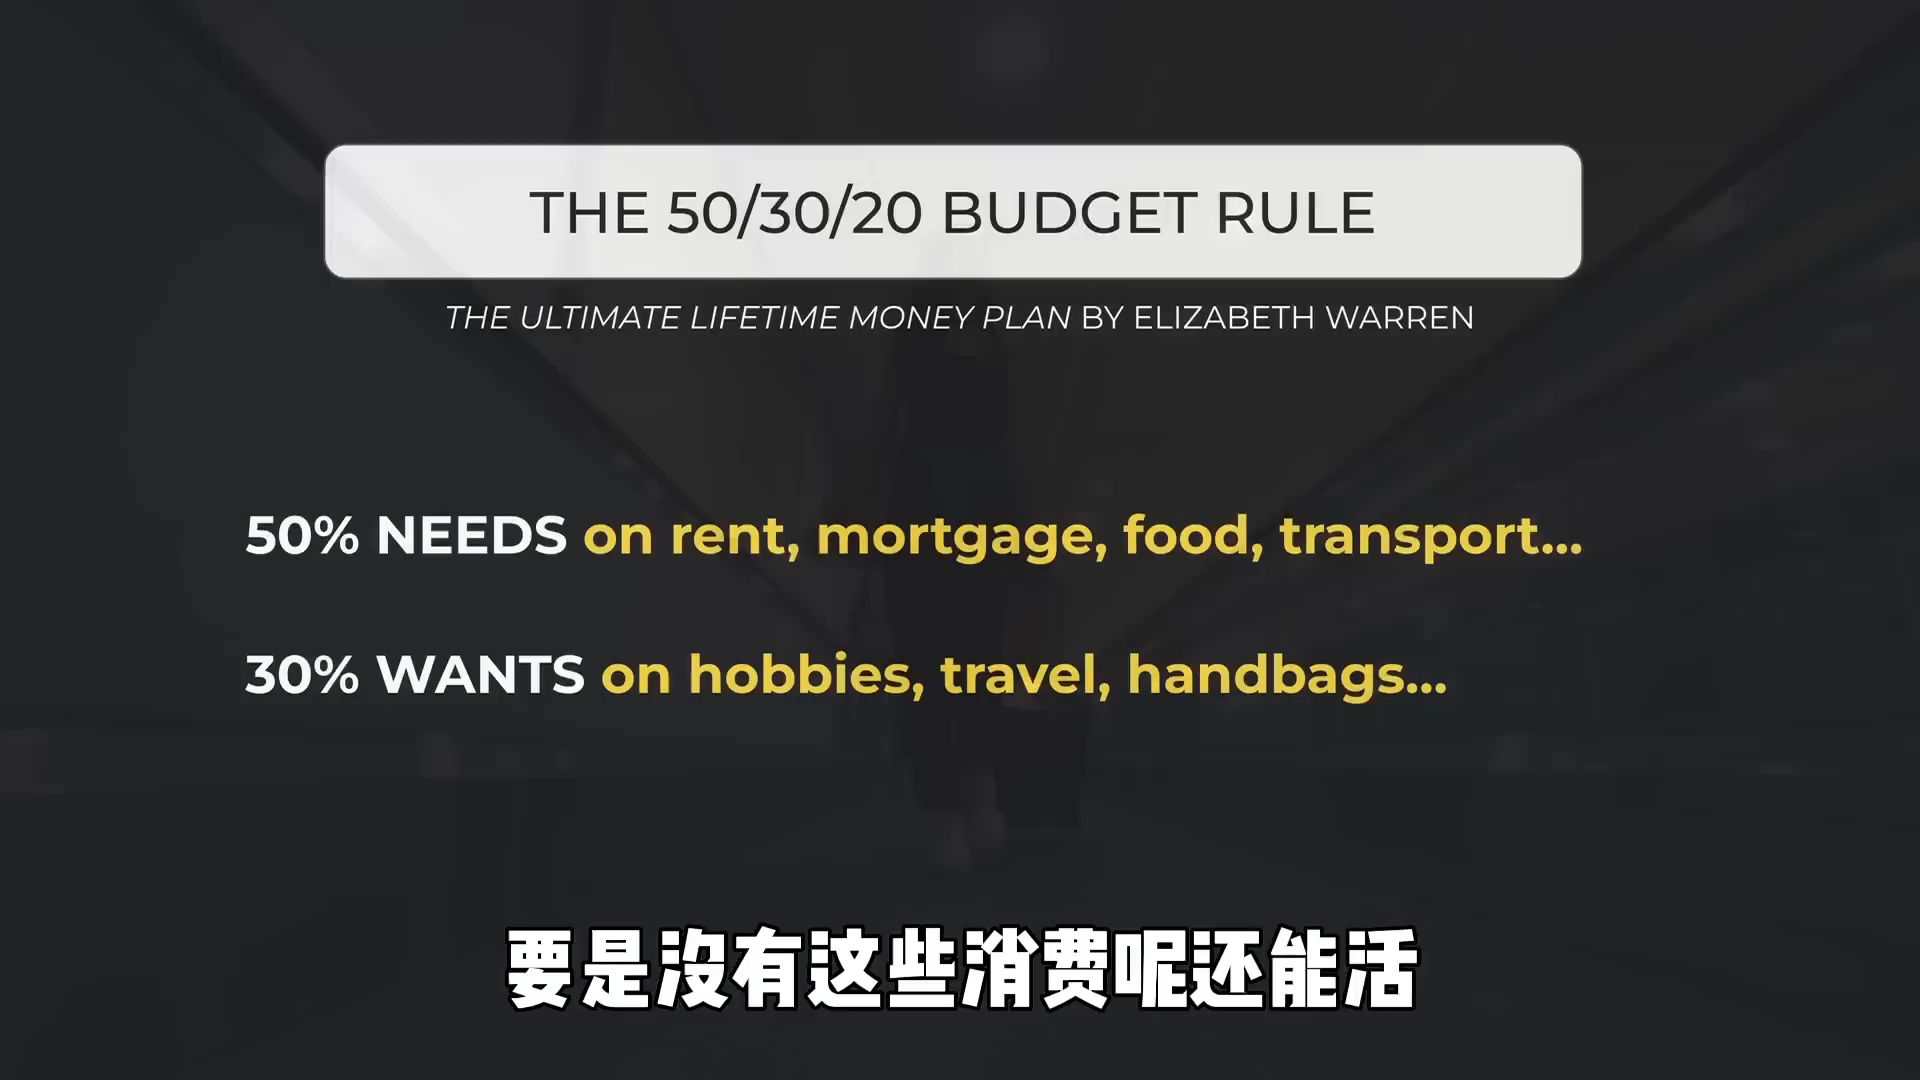 THE 50/30/20 BUDGET RULE
THE ULTIMATE LIFETIME MONEY PLAN BY ELIZABETH WARREN
50% NEEDS on rent, mortgage, food, transport...
30% WANTS on hobbies, travel, handbags...
要是没有这些消费呢还能活